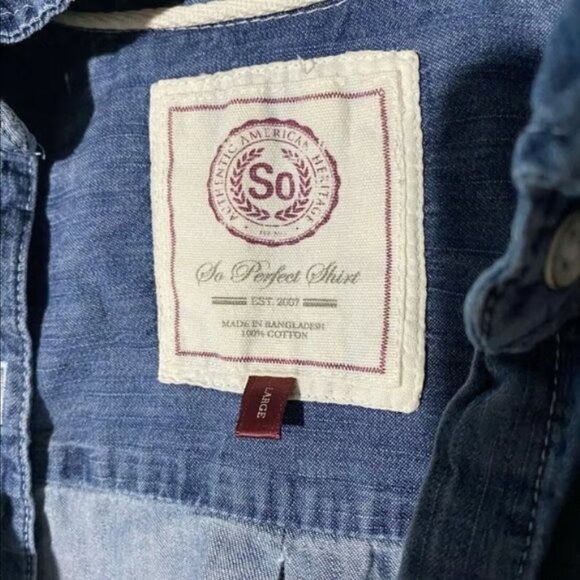 AUTHENTIC AMERICAN HERITAGE
So
So Perfect Shirt
EST. 2007
MADE IN BANGLADESH
100% COTTON
LARGE